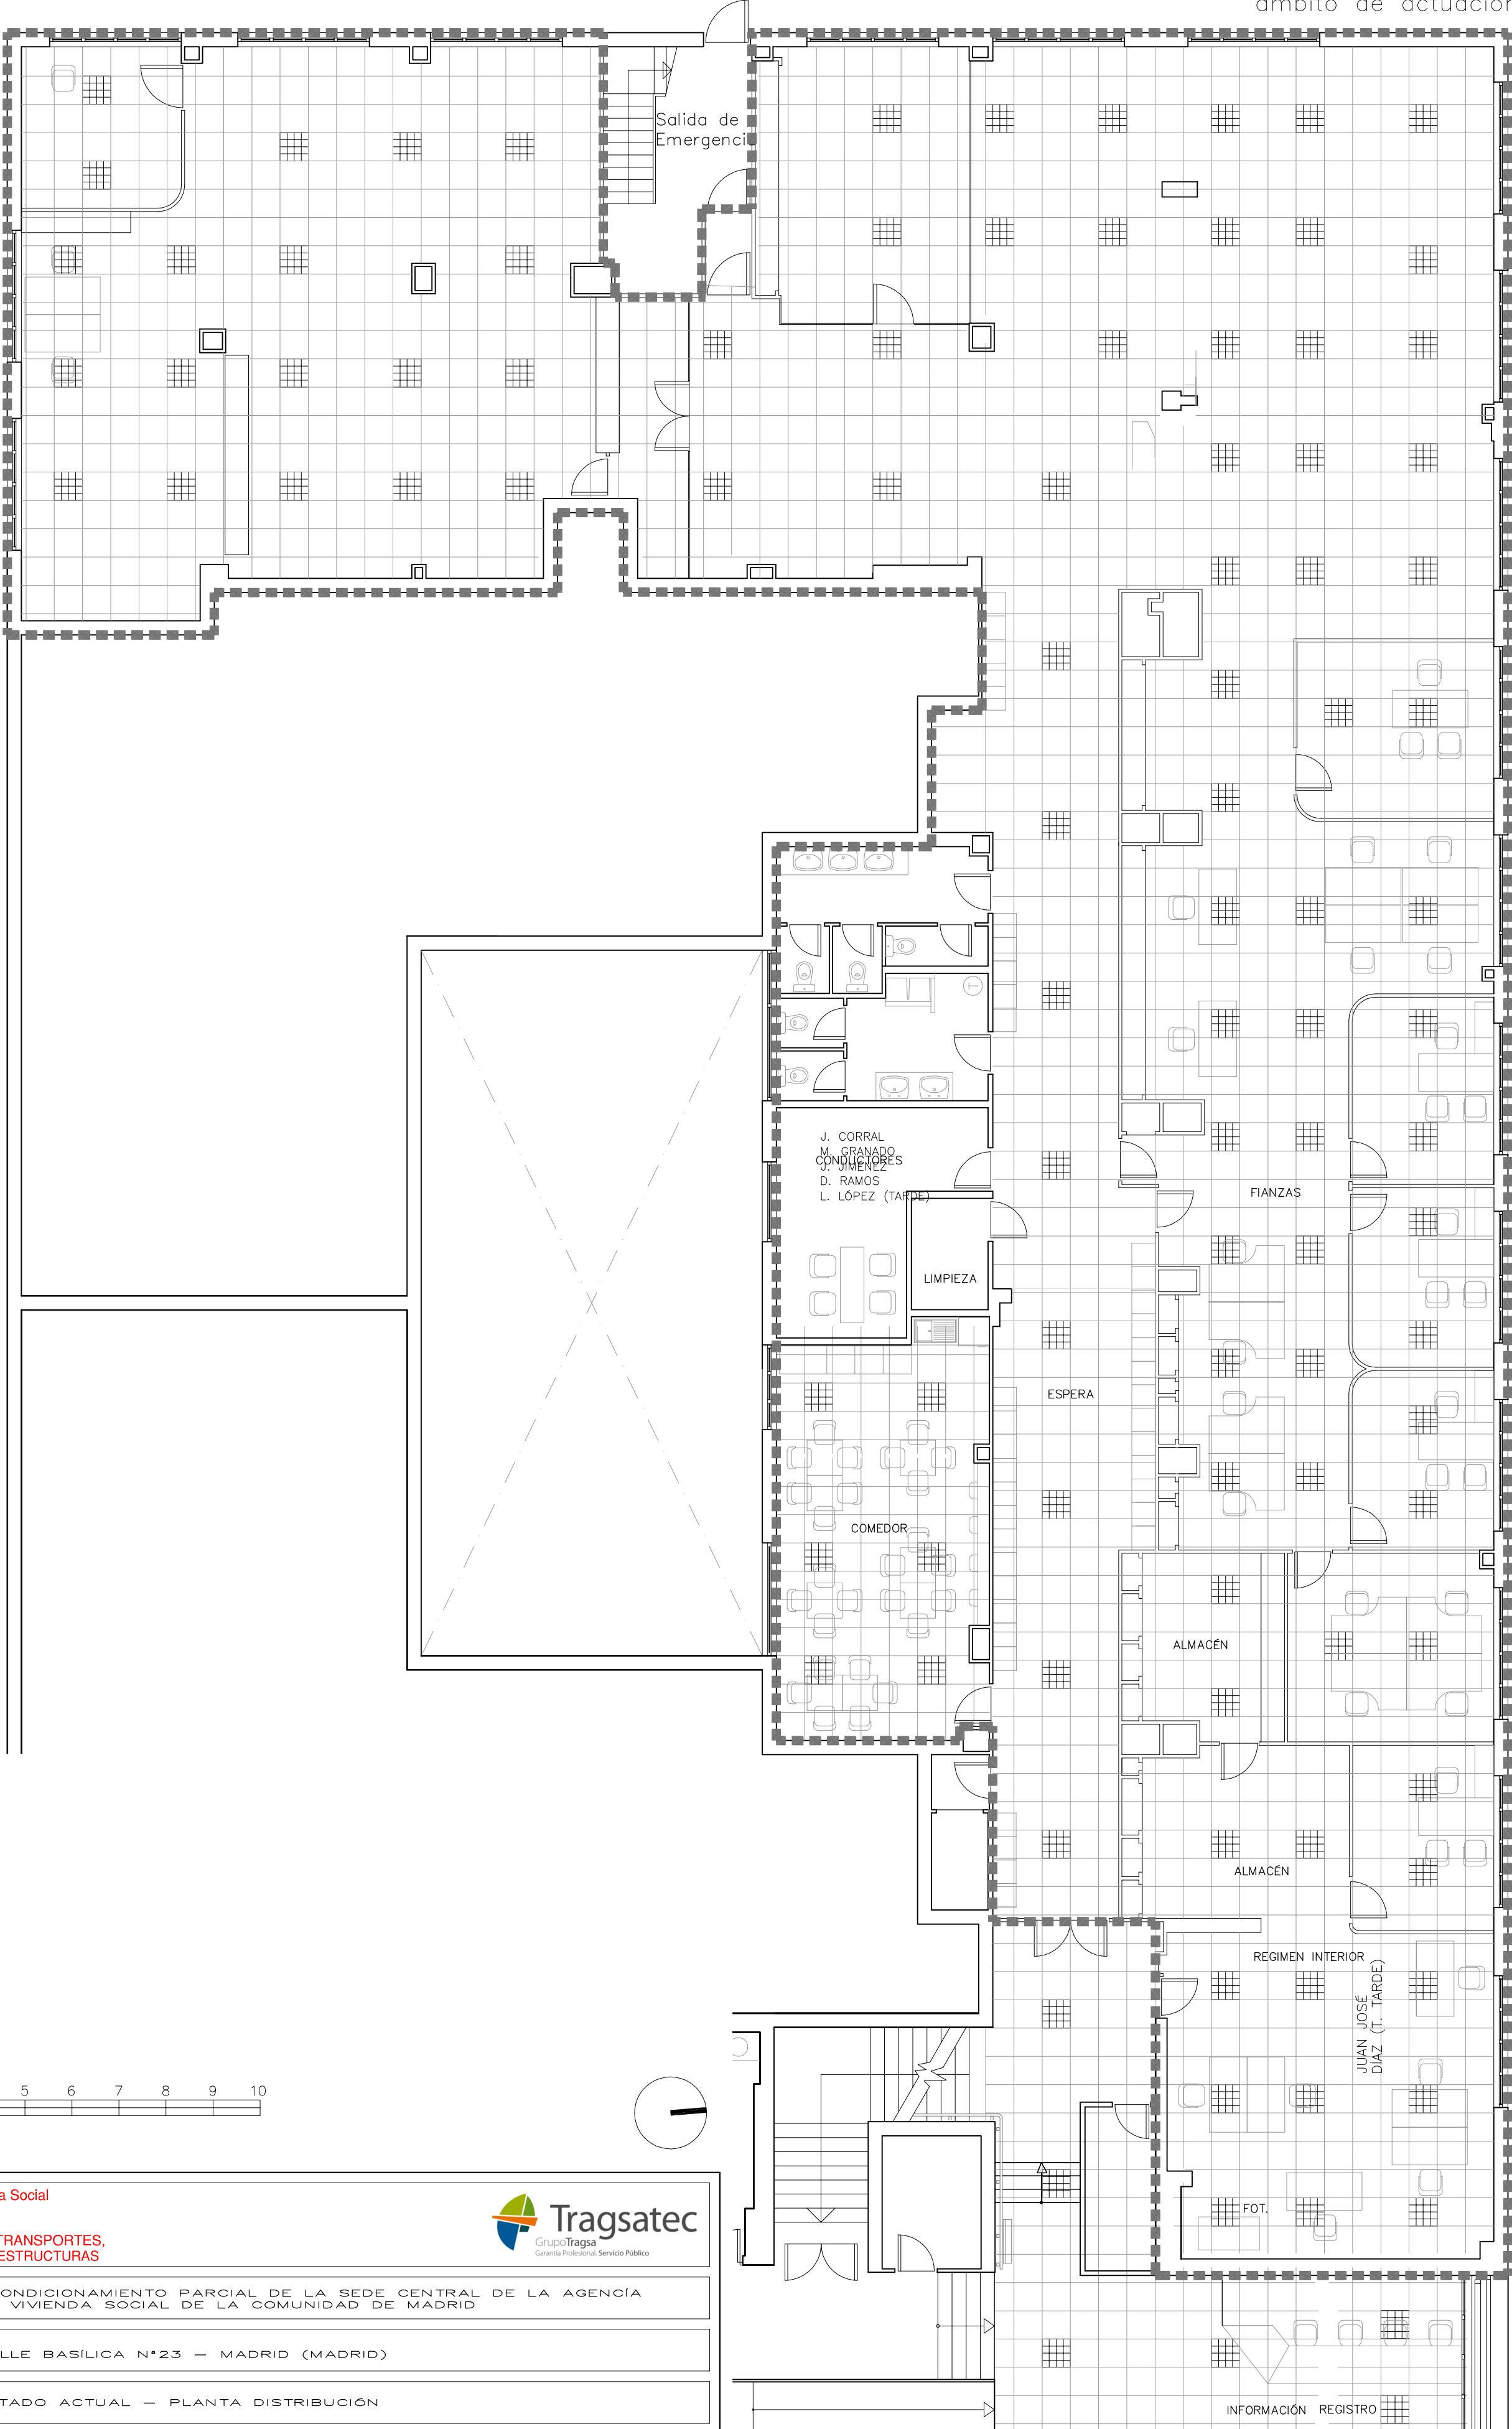 ámbito de actuación
Salida de
Emergencia
J. CORRAL
M. GRANADO
CONDUCTORES
J. JIMÉNEZ
D. RAMOS
L. LÓPEZ (TARDE)
FIANZAS
LIMPIEZA
ESPERA
COMEDOR
ALMACÉN
ALMACÉN
REGIMEN INTERIOR
JUAN JOSÉ
DÍAZ (T. TARDE)
5 6 7 8 9 10
FOT.
a Social
TRANSPORTES,
ESTRUCTURAS
Tragsatec
GrupoTragsa
Garantía Profesional. Servicio Público
ONDICIONAMIENTO PARCIAL DE LA SEDE CENTRAL DE LA AGENCÍA
VIVIENDA SOCIAL DE LA COMUNIDAD DE MADRID
LLE BASÍLICA Nº23 – MADRID (MADRID)
TADO ACTUAL – PLANTA DISTRIBUCIÓN
INFORMACIÓN REGISTRO